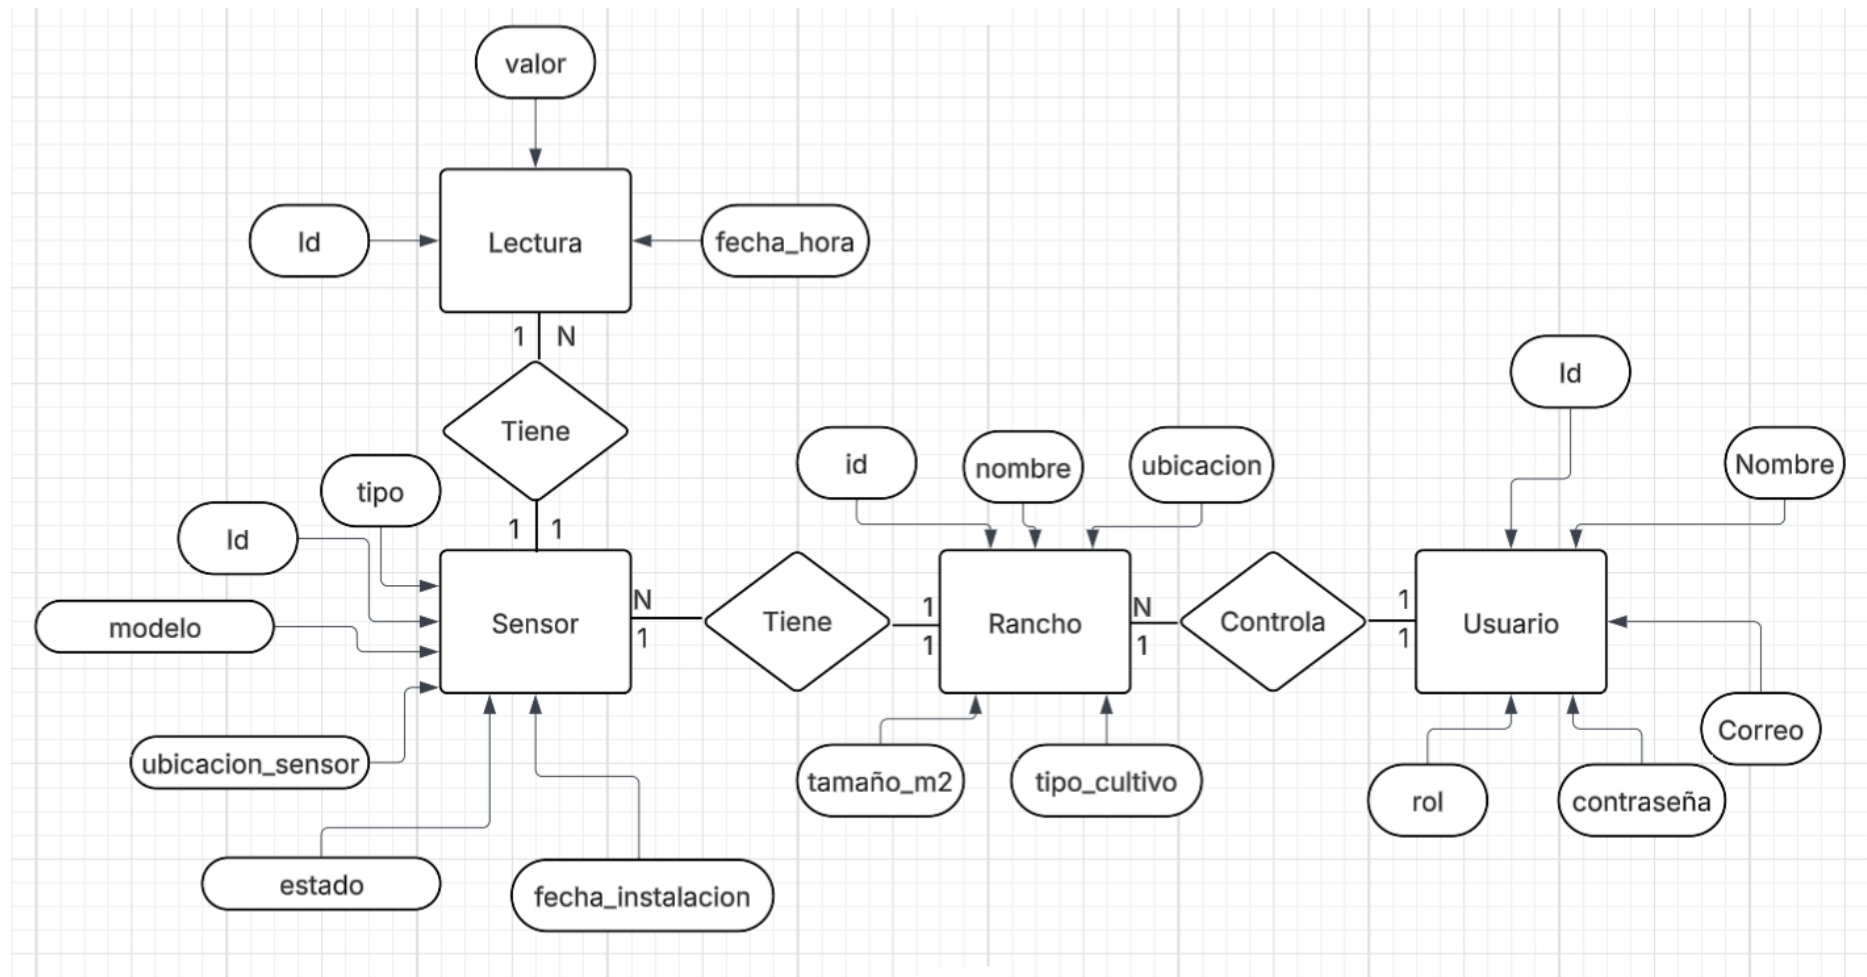 valor
Id
Lectura
fecha_hora
1 N
Tiene
1 1
tipo
Id
modelo
ubicacion_sensor
estado
fecha_instalacion
Sensor
N
1
Tiene
1
1
id
nombre
ubicacion
Rancho
tamaño_m2
tipo_cultivo
N
1
Controla
1
1
Id
Nombre
Usuario
Correo
rol
contraseña